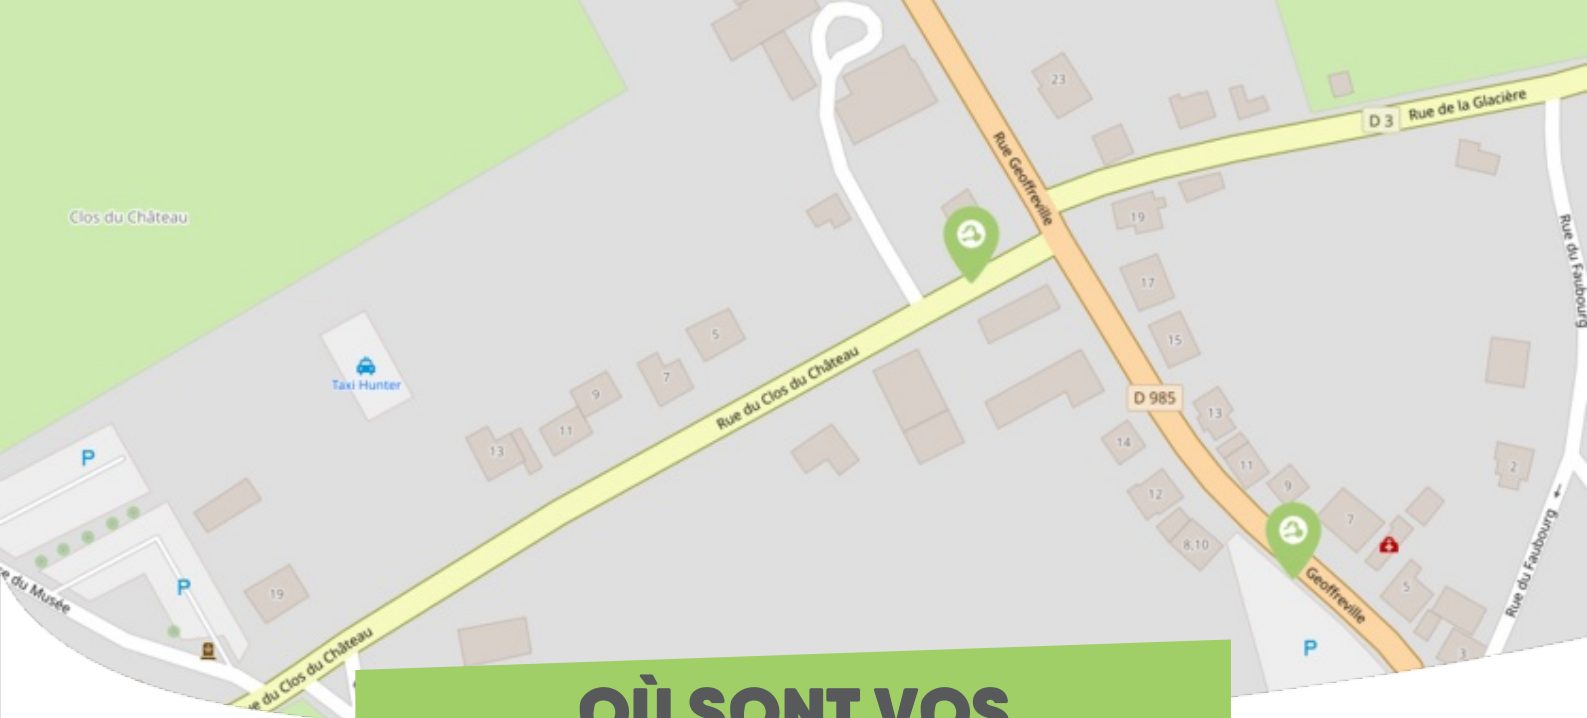 23
D 3
Rue de la Glacière
Rue Geoffreville
Clos du Château
19
Rue du Faubourg
17
5
15
Taxi Hunter
7
Rue du Clos du Château
9
D 985
11
13
13
14
P
11
2
9
12
7
8,10
P
19
5
Geoffreville
Rue du Faubourg
du Musée
P
3
du Clos du Château
OÙ SONT VOS